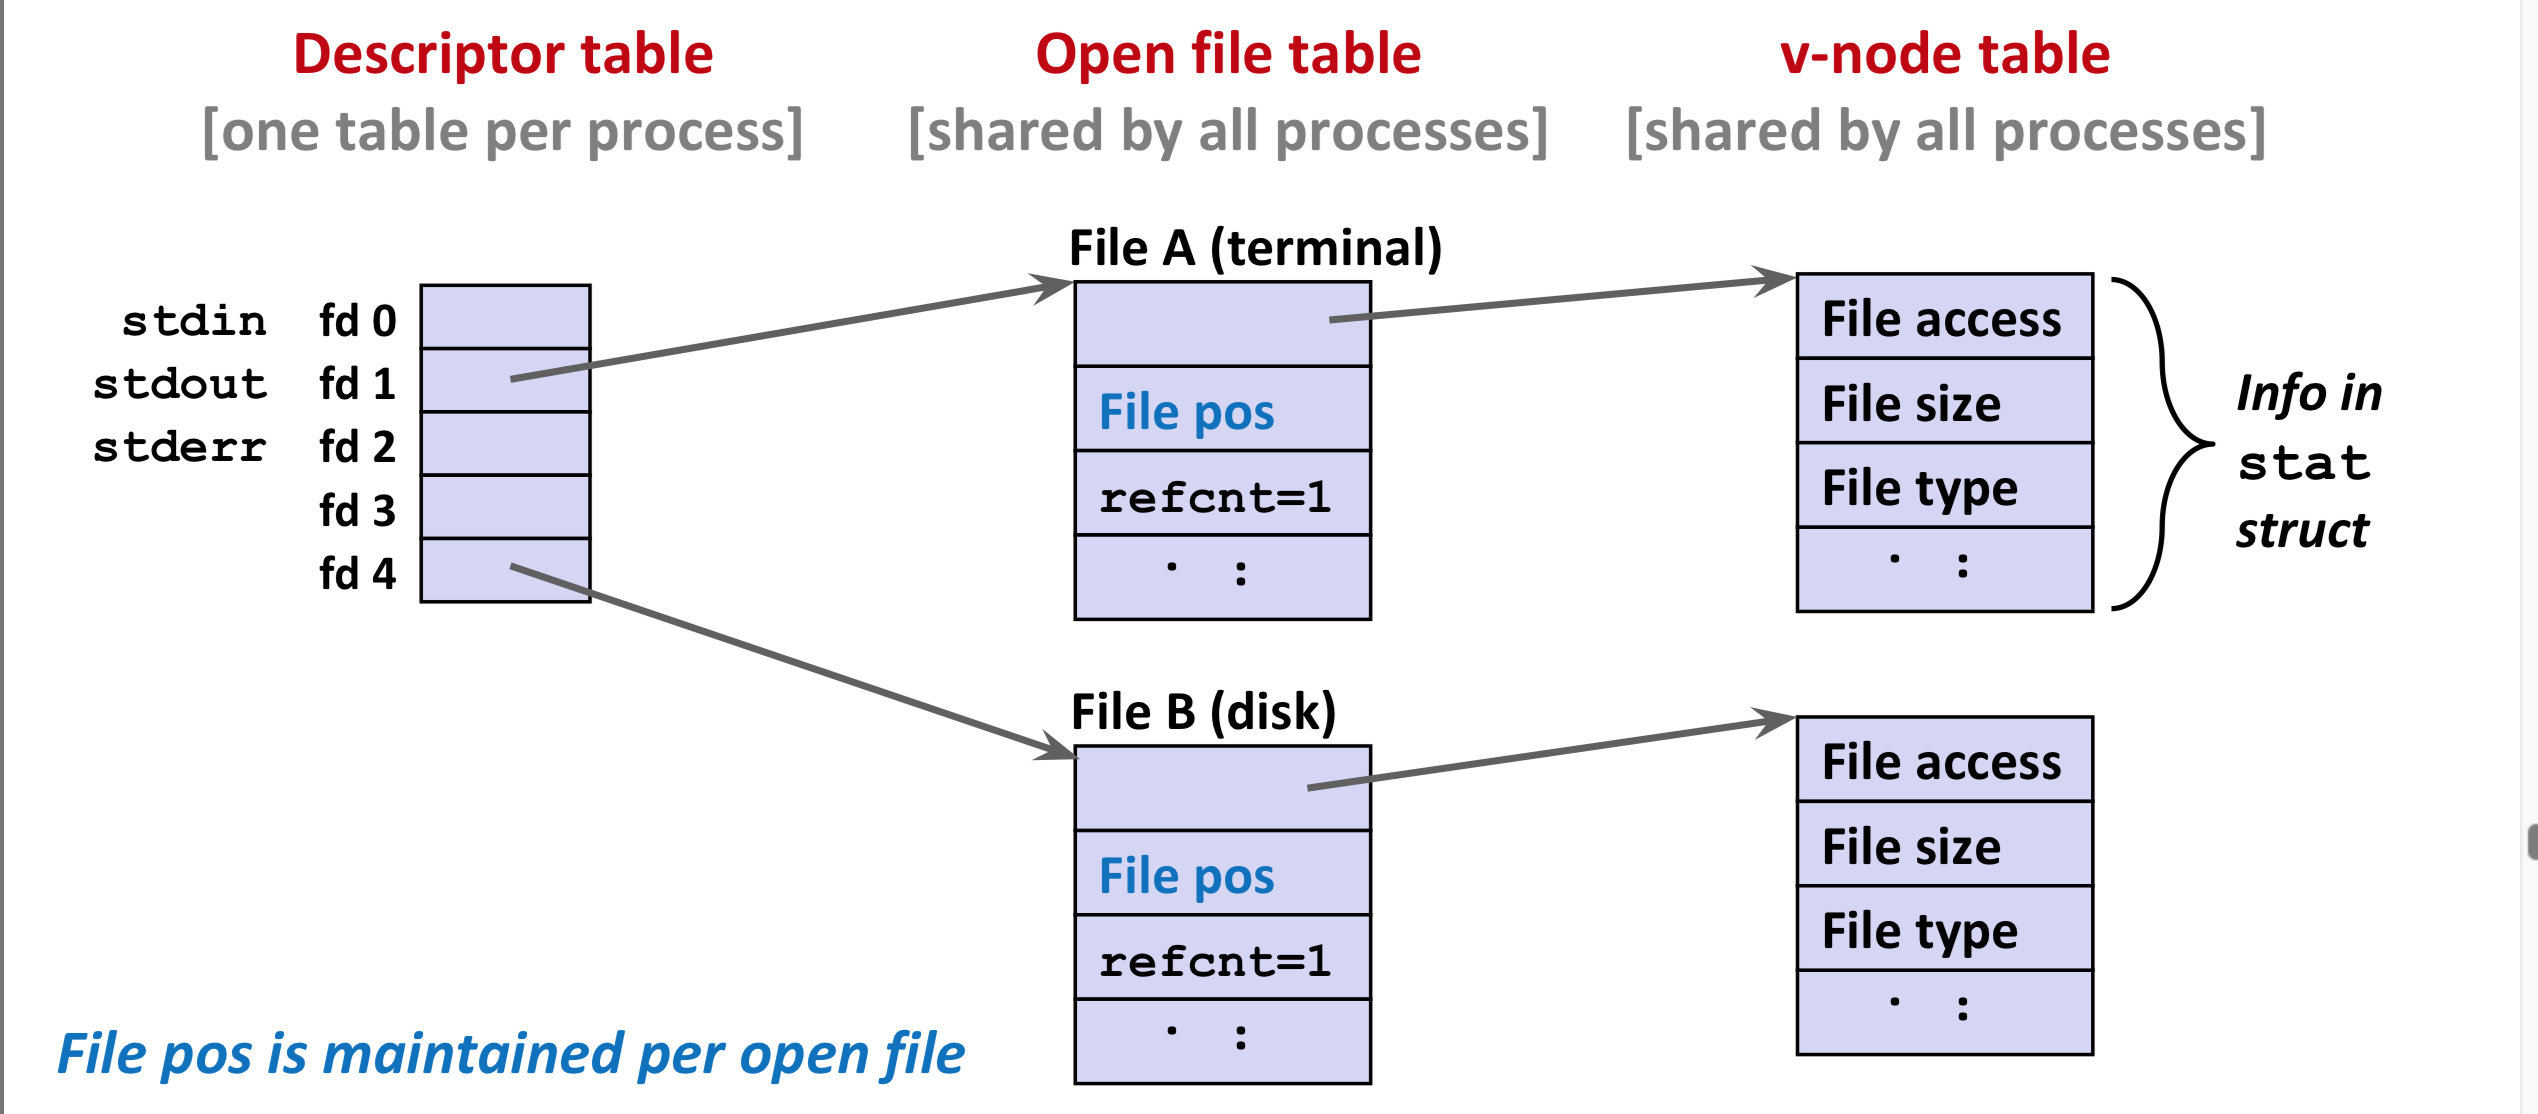 Descriptor table
[one table per process]
Open file table
[shared by all processes]
v-node table
[shared by all processes]
stdin fd 0
stdout fd 1
stderr fd 2
fd 3
fd 4
File A (terminal)
File pos
refcnt=1
. :
File B (disk)
File pos
refcnt=1
. :
File access
File size
File type
. :
Info in
stat
struct
File access
File size
File type
. :
File pos is maintained per open file